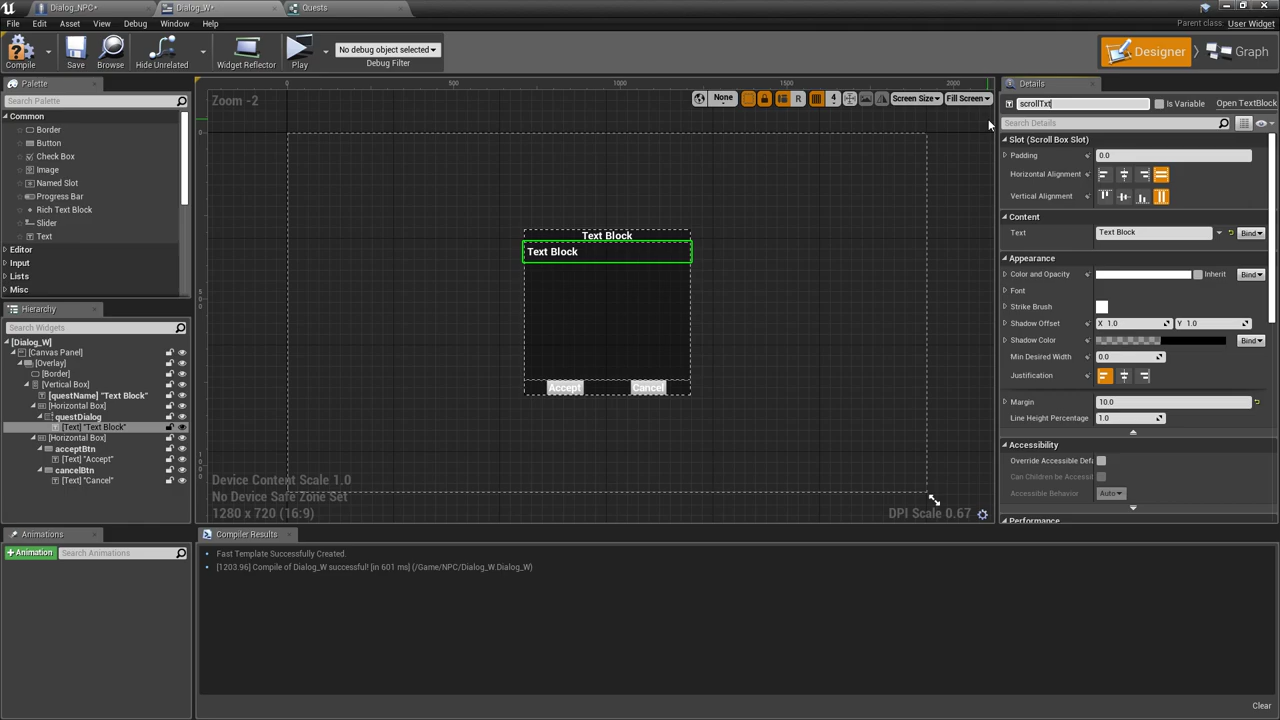 Dialog_NPC*
Dialog_W*
Quests
File Edit Asset View Debug Window Help
Parent class: User Widget
Compile
Save
Browse
Hide Unrelated
Widget Reflector
Play
No debug object selected
Debug Filter
Designer
Graph
Palette
Search Palette
Common
Border
Button
Check Box
Image
Named Slot
Progress Bar
Rich Text Block
Slider
Text
Editor
Input
Lists
Misc
Hierarchy
Search Widgets
[Dialog_W]
[Canvas Panel]
[Overlay]
[Border]
[Vertical Box]
[questName] "Text Block"
[Horizontal Box]
questDialog
[Text] "Text Block"
[Horizontal Box]
acceptBtn
[Text] "Accept"
cancelBtn
[Text] "Cancel"
Animations
+Animation
Search Animations
0 500 1000 1500 2000
Zoom -2
None
R
4
Screen Size
Fill Screen
0
Text Block
Text Block
Accept
Cancel
Device Content Scale 1.0
No Device Safe Zone Set
1280 x 720 (16:9)
DPI Scale 0.67
Compiler Results
Fast Template Successfully Created.
[1203.96] Compile of Dialog_W successful! [in 601 ms] (/Game/NPC/Dialog_W.Dialog_W)
Clear
Details
scrollTxt
Is Variable
Open TextBlock
Search Details
Slot (Scroll Box Slot)
Padding 0.0
Horizontal Alignment
Vertical Alignment
Content
Text Text Block Bind
Appearance
Color and Opacity Inherit Bind
Font
Strike Brush
Shadow Offset X 1.0 Y 1.0
Shadow Color Bind
Min Desired Width 0.0
Justification
Margin 10.0
Line Height Percentage 1.0
Accessibility
Override Accessible Defa
Can Children be Accessib
Accessible Behavior Auto
Performance